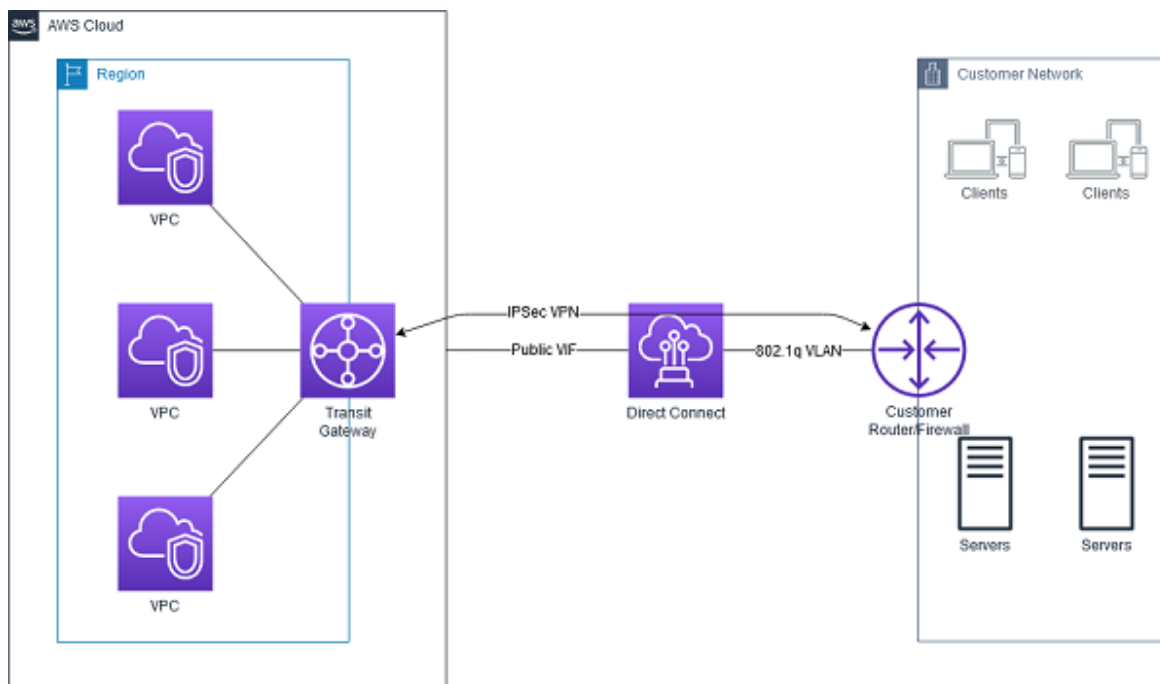 aws
AWS Cloud
Region
Customer Network
VPC
Clients
Clients
IPSec VPN
Public VIF
802.1q VLAN
VPC
Transit
Gateway
Direct Connect
Customer
Router/Firewall
Servers
Servers
VPC